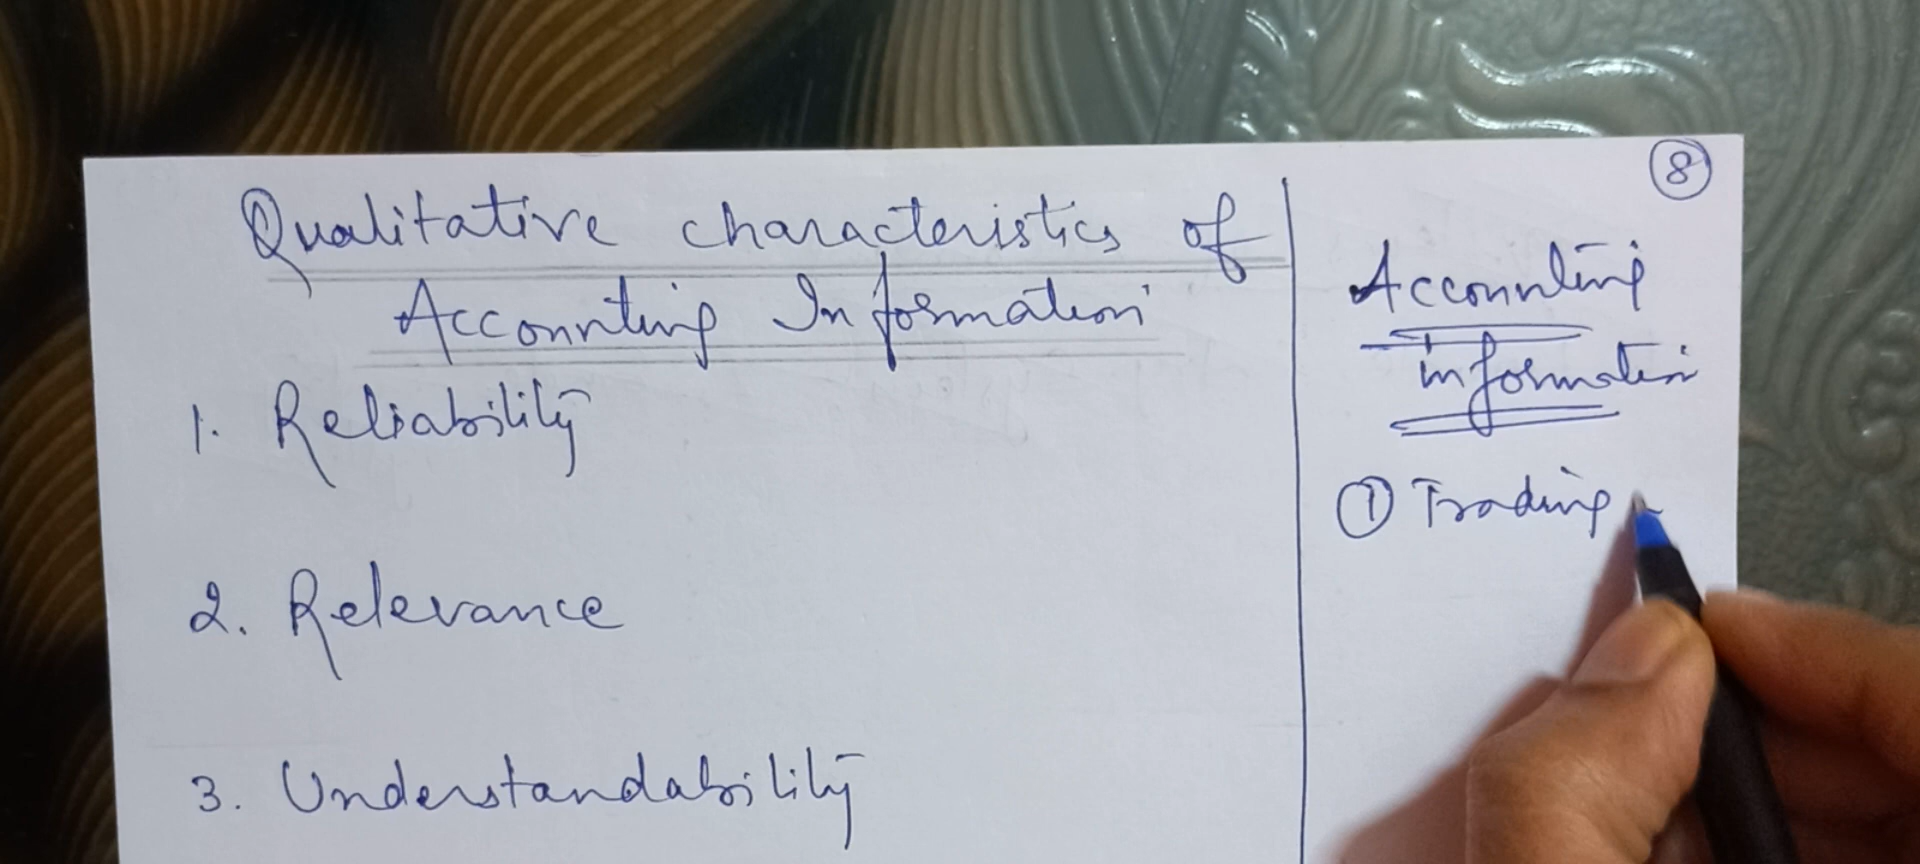 Qualitative characteristics of
Accounting Information
1. Reliability
2. Relevance
3. Understandability
8
Accounting
information
1 Trading